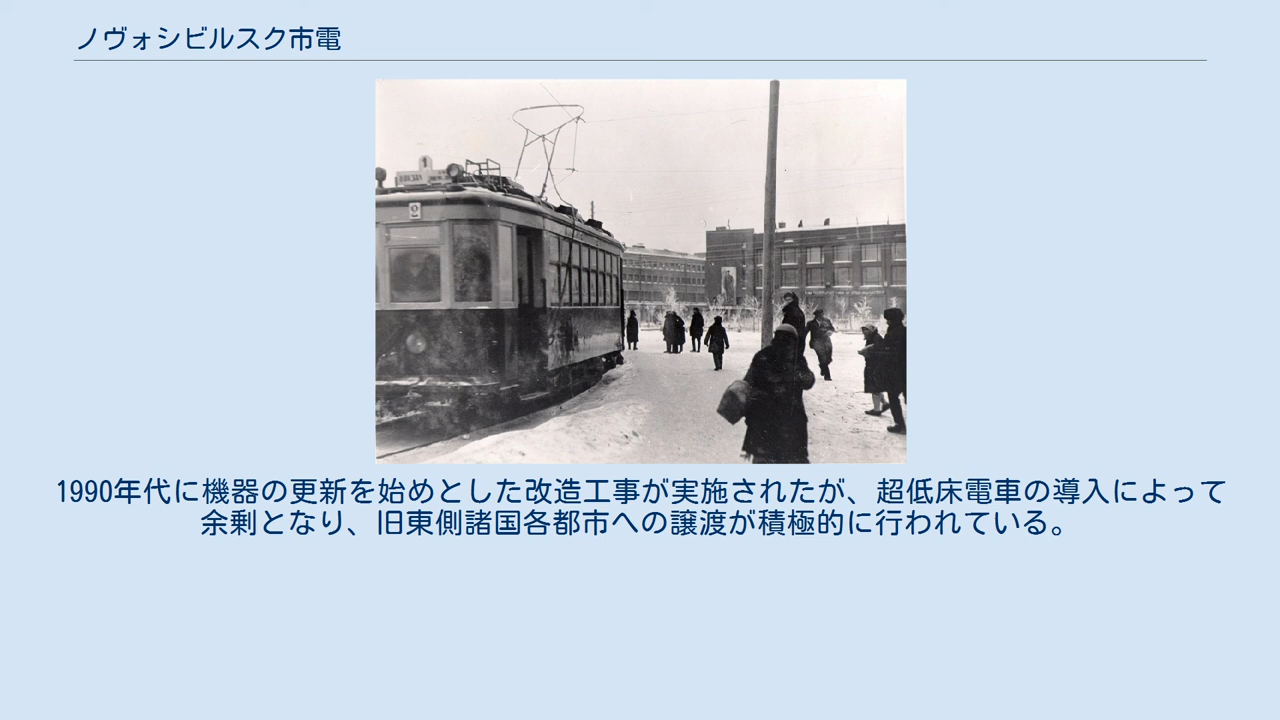 ノヴォシビルスク市電
1
2
1990年代に機器の更新を始めとした改造工事が実施されたが、超低床電車の導入によって
余剰となり、旧東側諸国各都市への譲渡が積極的に行われている。